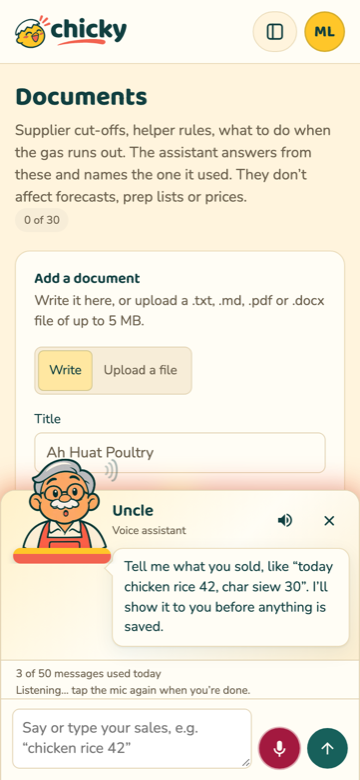 chicky
ML
Documents
Supplier cut-offs, helper rules, what to do when
the gas runs out. The assistant answers from
these and names the one it used. They don’t
affect forecasts, prep lists or prices.
0 of 30
Add a document
Write it here, or upload a .txt, .md, .pdf or .docx
file of up to 5 MB.
Write
Upload a file
Title
Ah Huat Poultry
Uncle
Voice assistant
Tell me what you sold, like “today
chicken rice 42, char siew 30”. I’ll
show it to you before anything is
saved.
3 of 50 messages used today
Listening… tap the mic again when you’re done.
Say or type your sales, e.g.
“chicken rice 42”